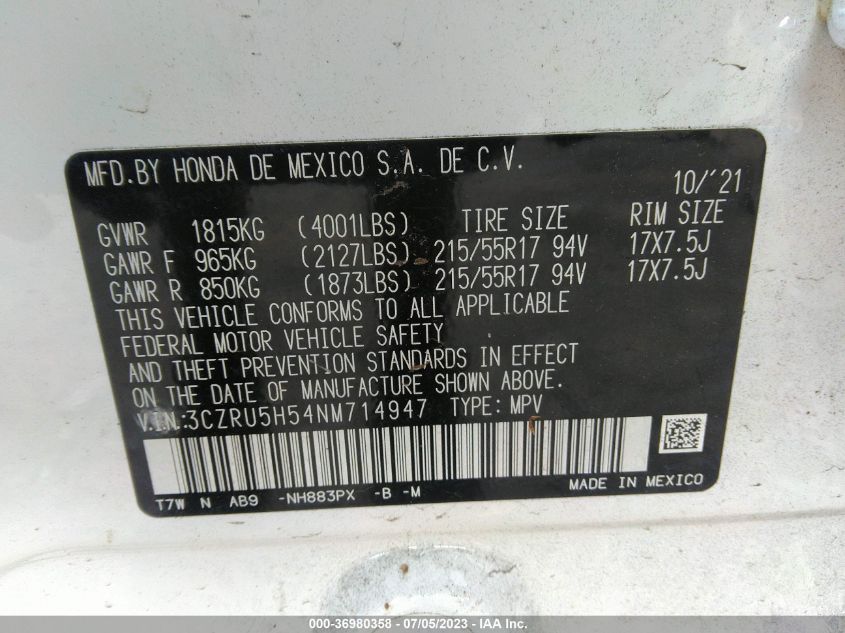 MFD.BY HONDA DE MEXICO S.A. DE C.V. 10/'21
GVWR 1815KG (4001LBS) TIRE SIZE RIM SIZE
GAWR F 965KG (2127LBS) 215/55R17 94V 17X7.5J
GAWR R 850KG (1873LBS) 215/55R17 94V 17X7.5J
THIS VEHICLE CONFORMS TO ALL APPLICABLE
FEDERAL MOTOR VEHICLE SAFETY
AND THEFT PREVENTION STANDARDS IN EFFECT
ON THE DATE OF MANUFACTURE SHOWN ABOVE.
VIN:3CZRU5H54NM714947 TYPE:MPV
T7W N AB9 -NH883PX -B -M MADE IN MEXICO
000-36980358 - 07/05/2023 - IAA Inc.